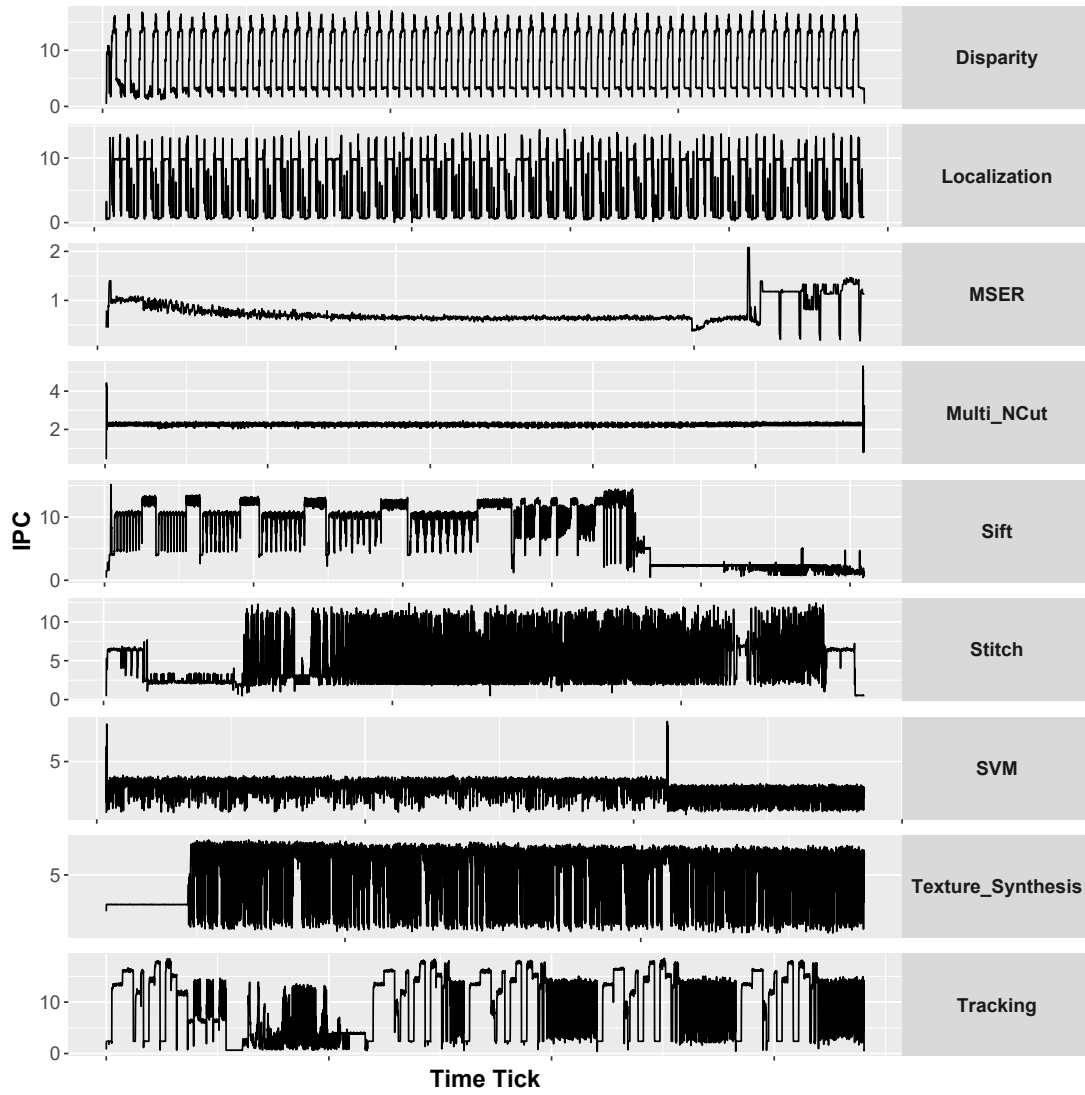 10
0
Disparity
10
0
Localization
2
1
MSER
4
2
Multi_NCut
10
0
Sift
10
5
0
Stitch
5
SVM
5
Texture_Synthesis
10
0
Tracking
IPC
Time Tick